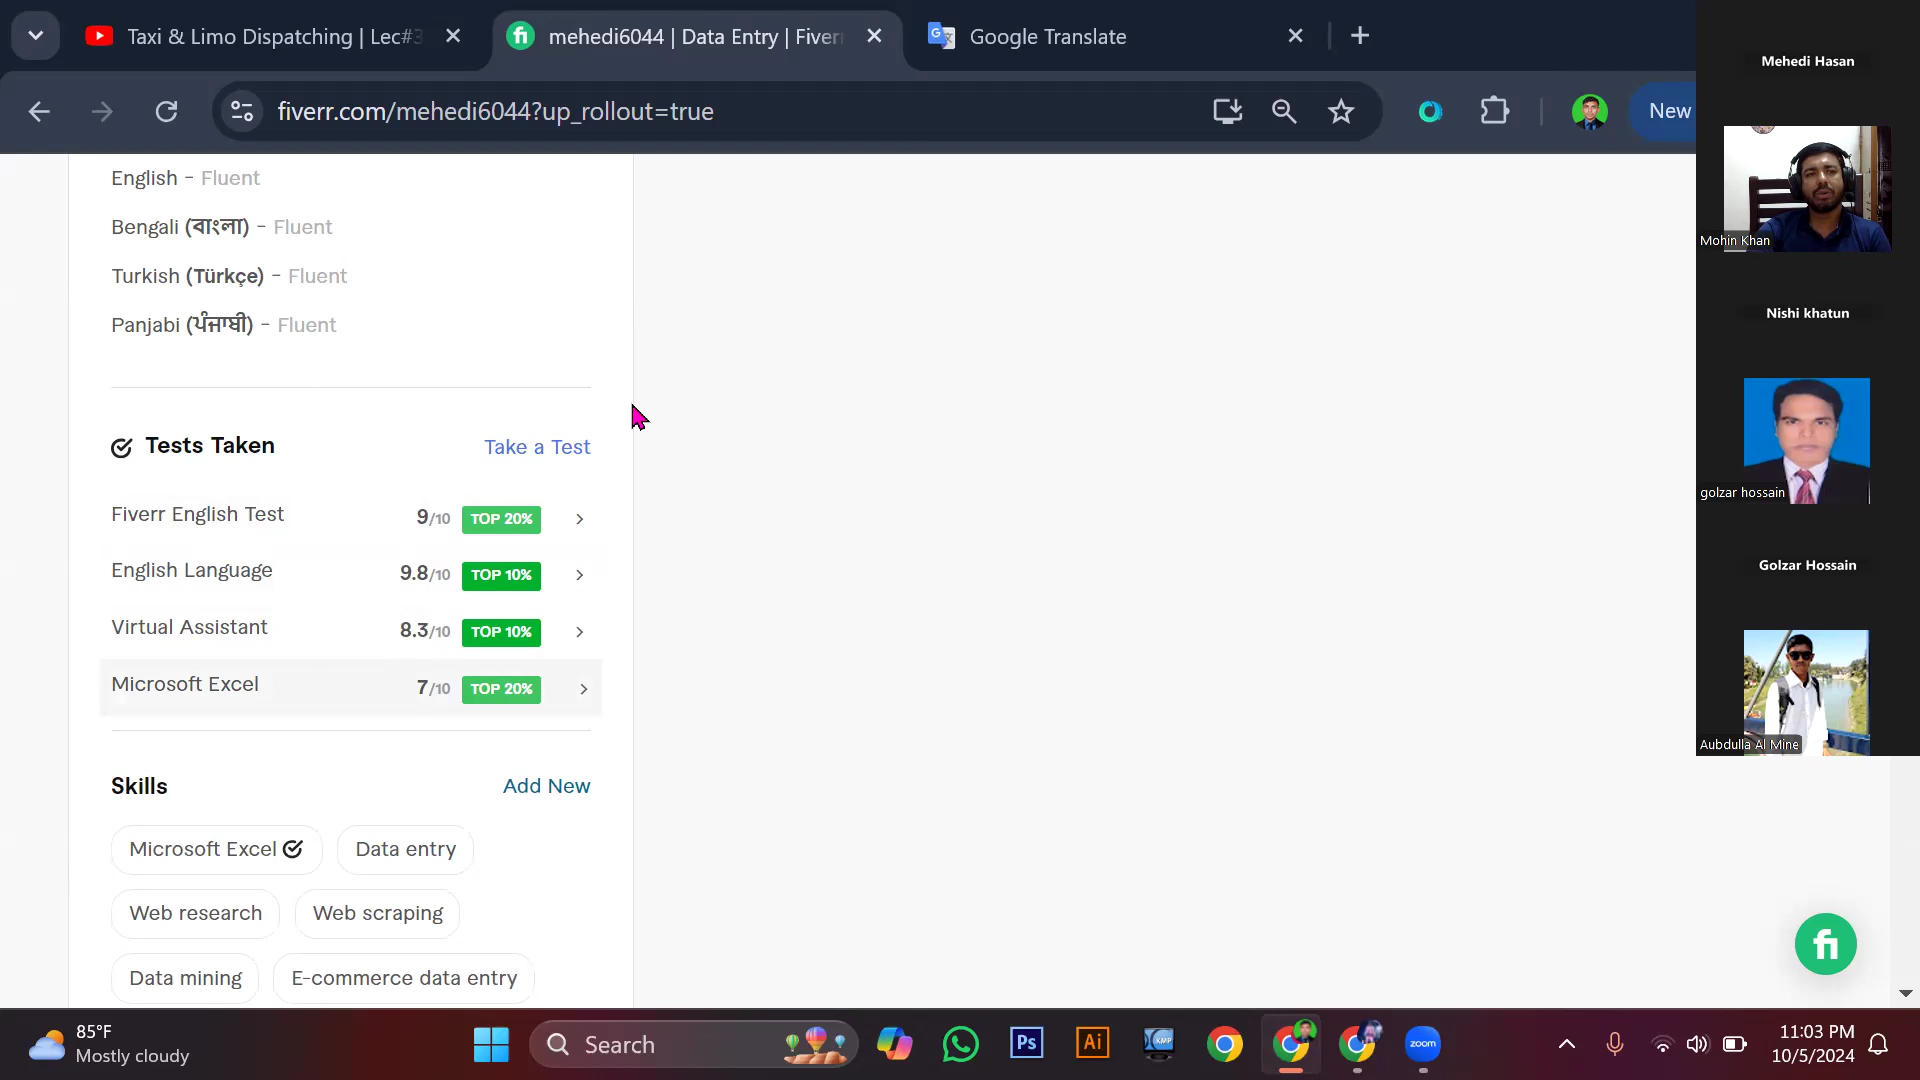 Taxi & Limo Dispatching | Lec#3
mehedi6044 | Data Entry | Fiverr
Google Translate
fiverr.com/mehedi6044?up_rollout=true
New
English - Fluent
Bengali (বাংলা) - Fluent
Turkish (Türkçe) - Fluent
Panjabi (ਪੰਜਾਬੀ) - Fluent
Tests Taken
Take a Test
Fiverr English Test 9/10 TOP 20%
English Language 9.8/10 TOP 10%
Virtual Assistant 8.3/10 TOP 10%
Microsoft Excel 7/10 TOP 20%
Skills
Add New
Microsoft Excel
Data entry
Web research
Web scraping
Data mining
E-commerce data entry
Mehedi Hasan
Mohin Khan
Nishi khatun
golzar hossain
Golzar Hossain
Aubdulla Al Mine
fi
85°F
Mostly cloudy
Search
Ps
Ai
KMP
zoom
11:03 PM
10/5/2024